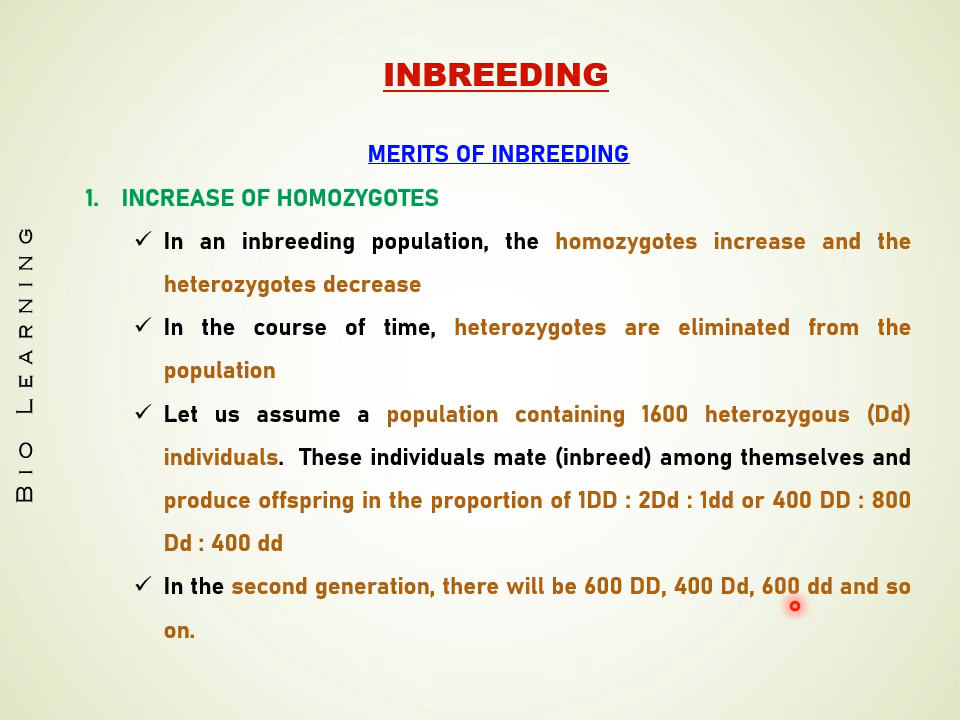 INBREEDING
MERITS OF INBREEDING
1. INCREASE OF HOMOZYGOTES
✓ In an inbreeding population, the homozygotes increase and the
heterozygotes decrease
✓ In the course of time, heterozygotes are eliminated from the
population
✓ Let us assume a population containing 1600 heterozygous (Dd)
individuals. These individuals mate (inbreed) among themselves and
produce offspring in the proportion of 1DD : 2Dd : 1dd or 400 DD : 800
Dd : 400 dd
✓ In the second generation, there will be 600 DD, 400 Dd, 600 dd and so
on.
BIO LEARNING